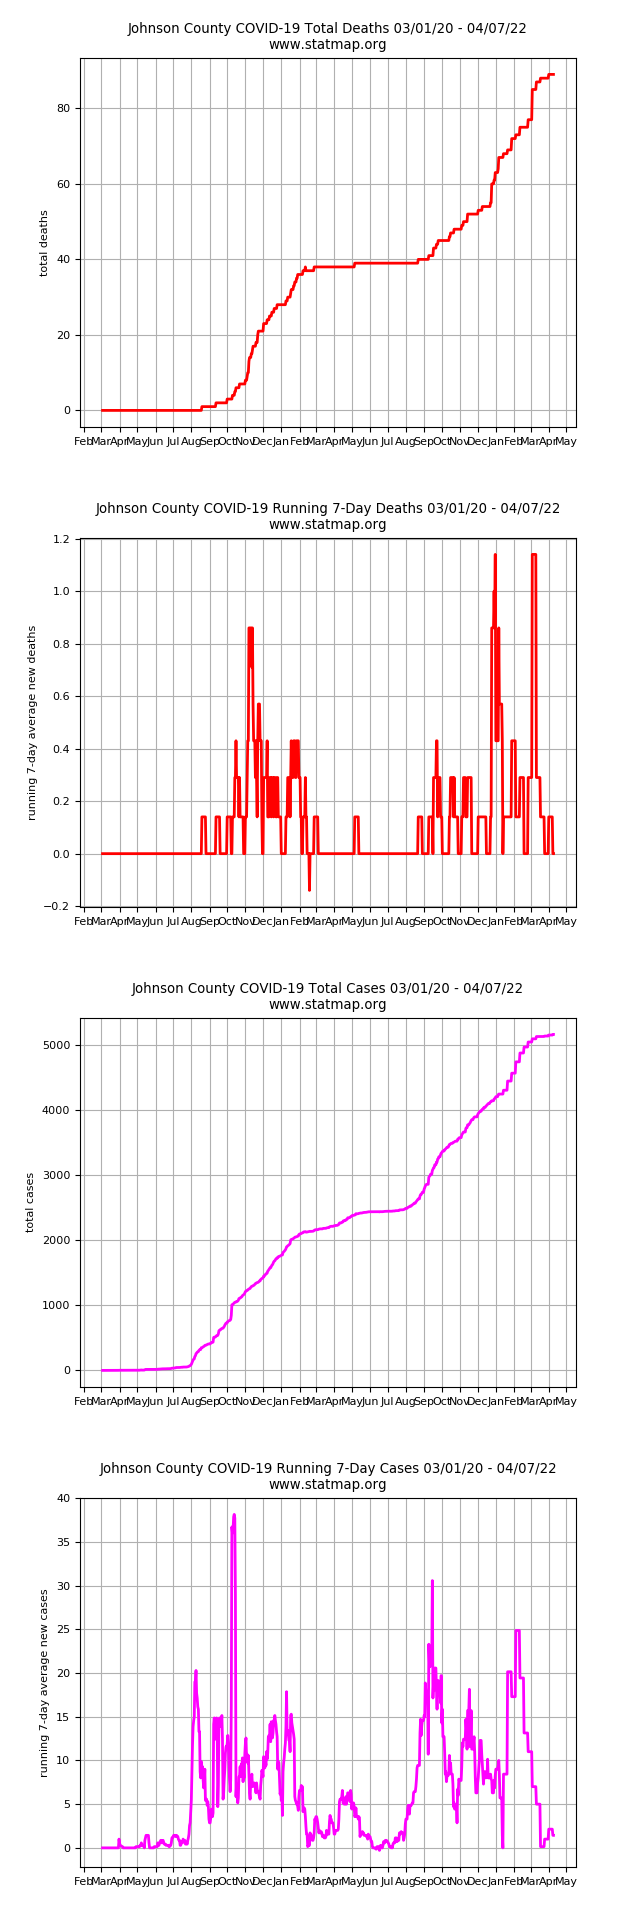 Johnson County COVID-19 Total Deaths 03/01/20 - 04/07/22
www.statmap.org
80
60
40
20
0
total deaths
Feb Mar Apr May Jun Jul Aug Sep Oct Nov Dec Jan Feb Mar Apr May Jun Jul Aug Sep Oct Nov Dec Jan Feb Mar Apr May
Johnson County COVID-19 Running 7-Day Deaths 03/01/20 - 04/07/22
www.statmap.org
1.2
1.0
0.8
0.6
0.4
0.2
0.0
−0.2
running 7-day average new deaths
Feb Mar Apr May Jun Jul Aug Sep Oct Nov Dec Jan Feb Mar Apr May Jun Jul Aug Sep Oct Nov Dec Jan Feb Mar Apr May
Johnson County COVID-19 Total Cases 03/01/20 - 04/07/22
www.statmap.org
5000
4000
3000
2000
1000
0
total cases
Feb Mar Apr May Jun Jul Aug Sep Oct Nov Dec Jan Feb Mar Apr May Jun Jul Aug Sep Oct Nov Dec Jan Feb Mar Apr May
Johnson County COVID-19 Running 7-Day Cases 03/01/20 - 04/07/22
www.statmap.org
40
35
30
25
20
15
10
5
0
running 7-day average new cases
Feb Mar Apr May Jun Jul Aug Sep Oct Nov Dec Jan Feb Mar Apr May Jun Jul Aug Sep Oct Nov Dec Jan Feb Mar Apr May